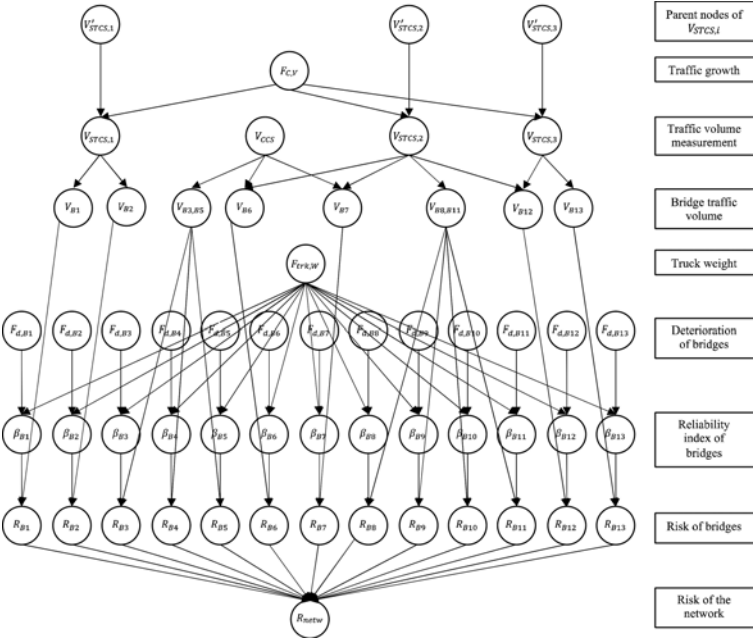 V'STCS,1 V'STCS,2 V'STCS,3
Parent nodes of
VSTCS,i
FC,V
Traffic growth
VSTCS,1 VCCS VSTCS,2 VSTCS,3
Traffic volume
measurement
VB1 VB2 VB3,B5 VB6 VB7 VB8,B11 VB12 VB13
Bridge traffic
volume
Ftrk,W
Truck weight
Fd,B1 Fd,B2 Fd,B3 Fd,B4 Fd,B5 Fd,B6 Fd,B7 Fd,B8 Fd,B9 Fd,B10 Fd,B11 Fd,B12 Fd,B13
Deterioration
of bridges
βB1 βB2 βB3 βB4 βB5 βB6 βB7 βB8 βB9 βB10 βB11 βB12 βB13
Reliability
index of
bridges
RB1 RB2 RB3 RB4 RB5 RB6 RB7 RB8 RB9 RB10 RB11 RB12 RB13
Risk of bridges
Rnetw
Risk of the
network